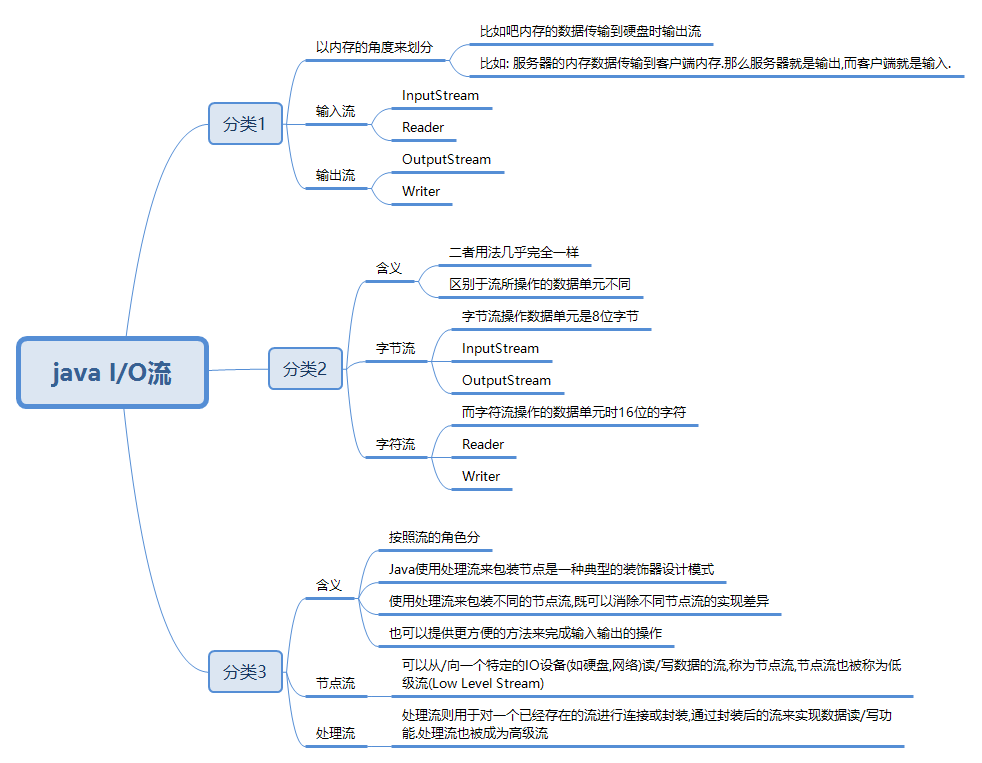 java I/O流
分类1
以内存的角度来划分
比如吧内存的数据传输到硬盘时输出流
比如: 服务器的内存数据传输到客户端内存.那么服务器就是输出,而客户端就是输入.
输入流
InputStream
Reader
输出流
OutputStream
Writer
分类2
含义
二者用法几乎完全一样
区别于流所操作的数据单元不同
字节流
字节流操作数据单元是8位字节
InputStream
OutputStream
字符流
而字符流操作的数据单元时16位的字符
Reader
Writer
分类3
含义
按照流的角色分
Java使用处理流来包装节点是一种典型的装饰器设计模式
使用处理流来包装不同的节点流,既可以消除不同节点流的实现差异
也可以提供更方便的方法来完成输入输出的操作
节点流
可以从/向一个特定的IO设备(如硬盘,网络)读/写数据的流,称为节点流,节点流也被称为低
级流(Low Level Stream)
处理流
处理流则用于对一个已经存在的流进行连接或封装,通过封装后的流来实现数据读/写功
能.处理流也被成为高级流